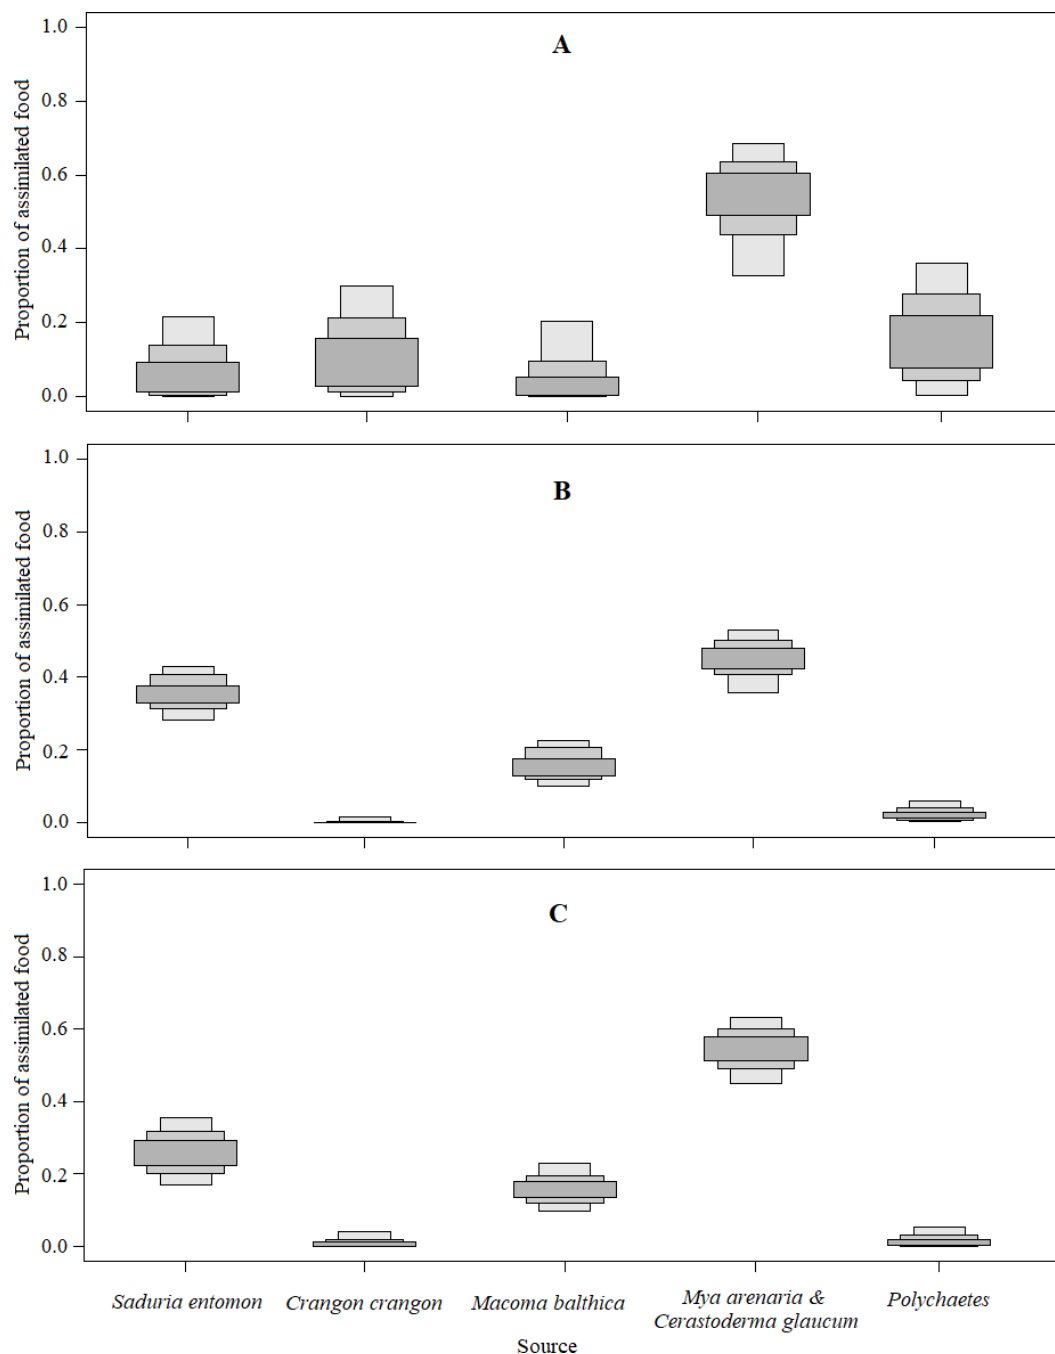 A
Proportion of assimilated food
1.0
0.8
0.6
0.4
0.2
0.0
B
Proportion of assimilated food
1.0
0.8
0.6
0.4
0.2
0.0
C
Proportion of assimilated food
1.0
0.8
0.6
0.4
0.2
0.0
Saduria entomon
Crangon crangon
Macoma balthica
Mya arenaria &
Cerastoderma glaucum
Polychaetes
Source